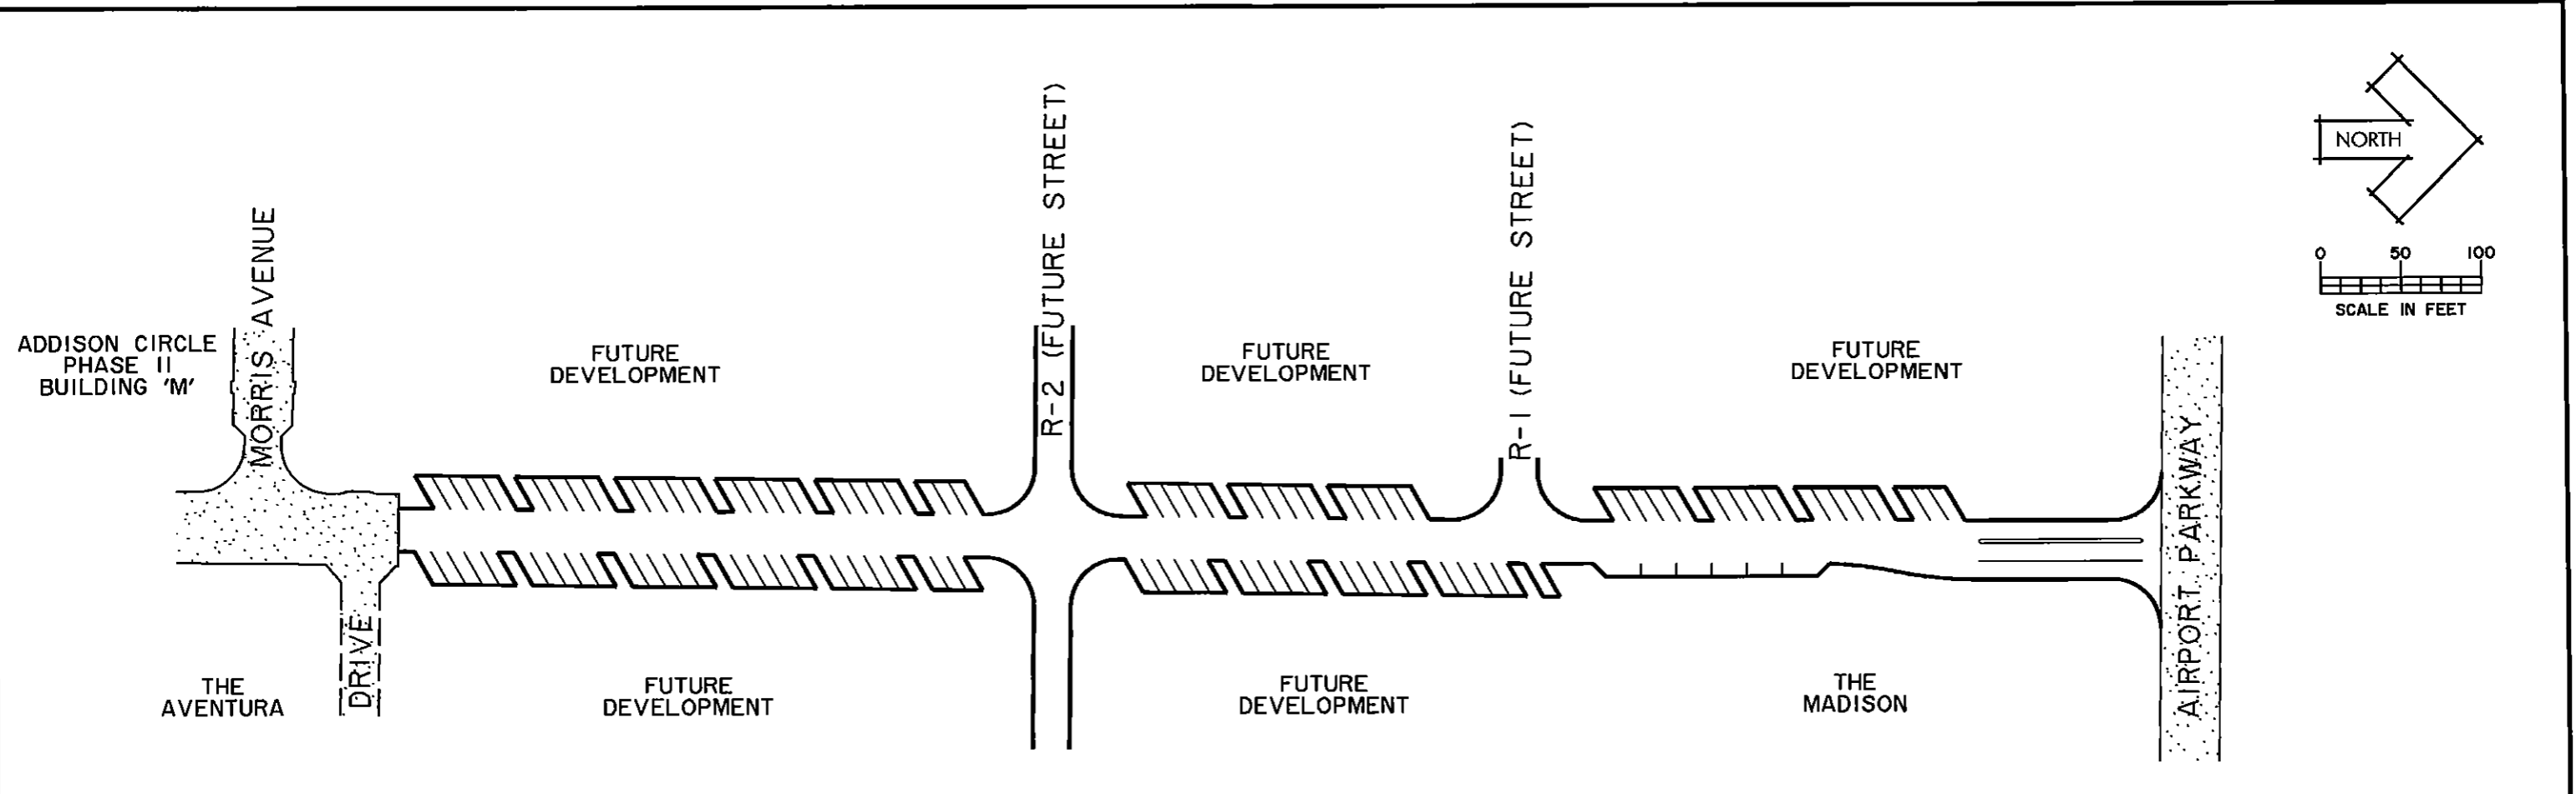 NORTH
0 50 100
SCALE IN FEET
R-2 (FUTURE STREET)
R-1 (FUTURE STREET)
MORRIS AVENUE
ADDISON CIRCLE
PHASE II
BUILDING 'M'
FUTURE
DEVELOPMENT
FUTURE
DEVELOPMENT
FUTURE
DEVELOPMENT
AIRPORT PARKWAY
THE
AVENTURA
DRIVE
FUTURE
DEVELOPMENT
FUTURE
DEVELOPMENT
THE
MADISON